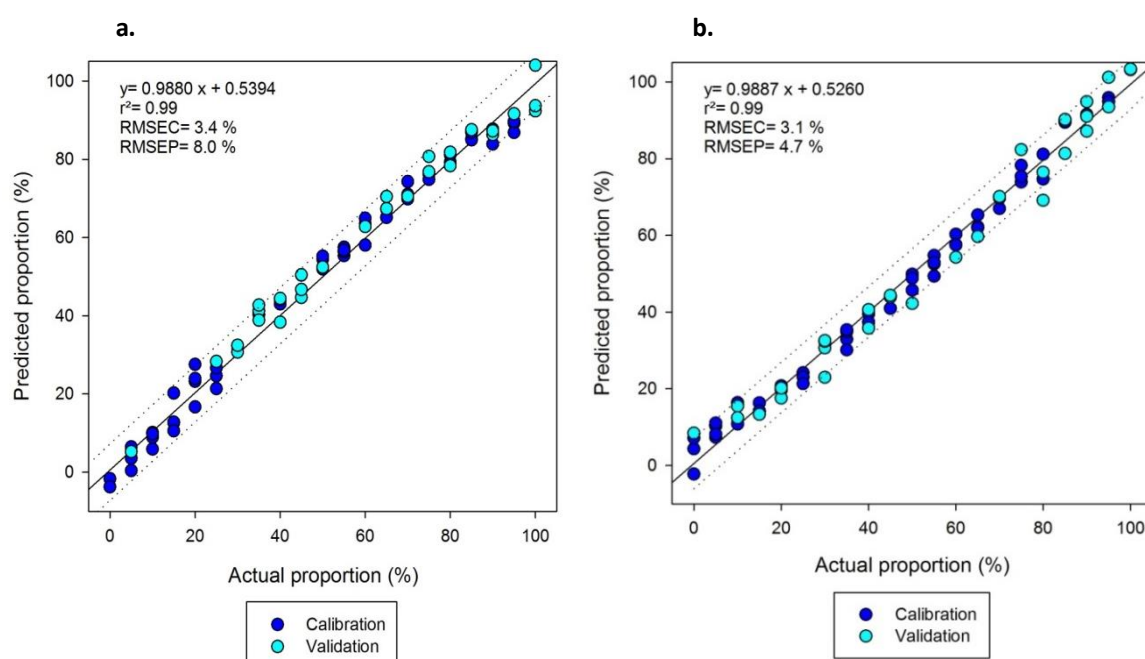 a.
y= 0.9880 x + 0.5394
r²= 0.99
RMSEC= 3.4 %
RMSEP= 8.0 %
100
80
60
40
20
0
Predicted proportion (%)
0 20 40 60 80 100
Actual proportion (%)
Calibration
Validation
b.
y= 0.9887 x + 0.5260
r²= 0.99
RMSEC= 3.1 %
RMSEP= 4.7 %
100
80
60
40
20
0
Predicted proportion (%)
0 20 40 60 80 100
Actual proportion (%)
Calibration
Validation